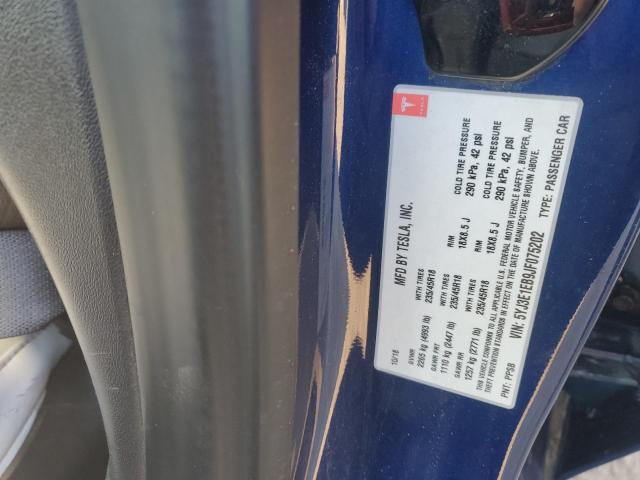 TESLA
MFD BY TESLA, INC.
10/18
GVWR WITH TIRES RIM COLD TIRE PRESSURE
2265 kg (4993 lb) 235/45R18 18X8.5 J 290 kPa, 42 psi
GAWR FRT WITH TIRES RIM COLD TIRE PRESSURE
1110 kg (2447 lb) 235/45R18 18X8.5 J 290 kPa, 42 psi
GAWR RR WITH TIRES
1257 kg (2771 lb) 235/45R18
THIS VEHICLE CONFORMS TO ALL APPLICABLE U.S. FEDERAL MOTOR VEHICLE SAFETY, BUMPER, AND
THEFT PREVENTION STANDARDS IN EFFECT ON THE DATE OF MANUFACTURE SHOWN ABOVE.
VIN: 5YJ3E1EB9JF075202
PNT: PPSB TYPE: PASSENGER CAR